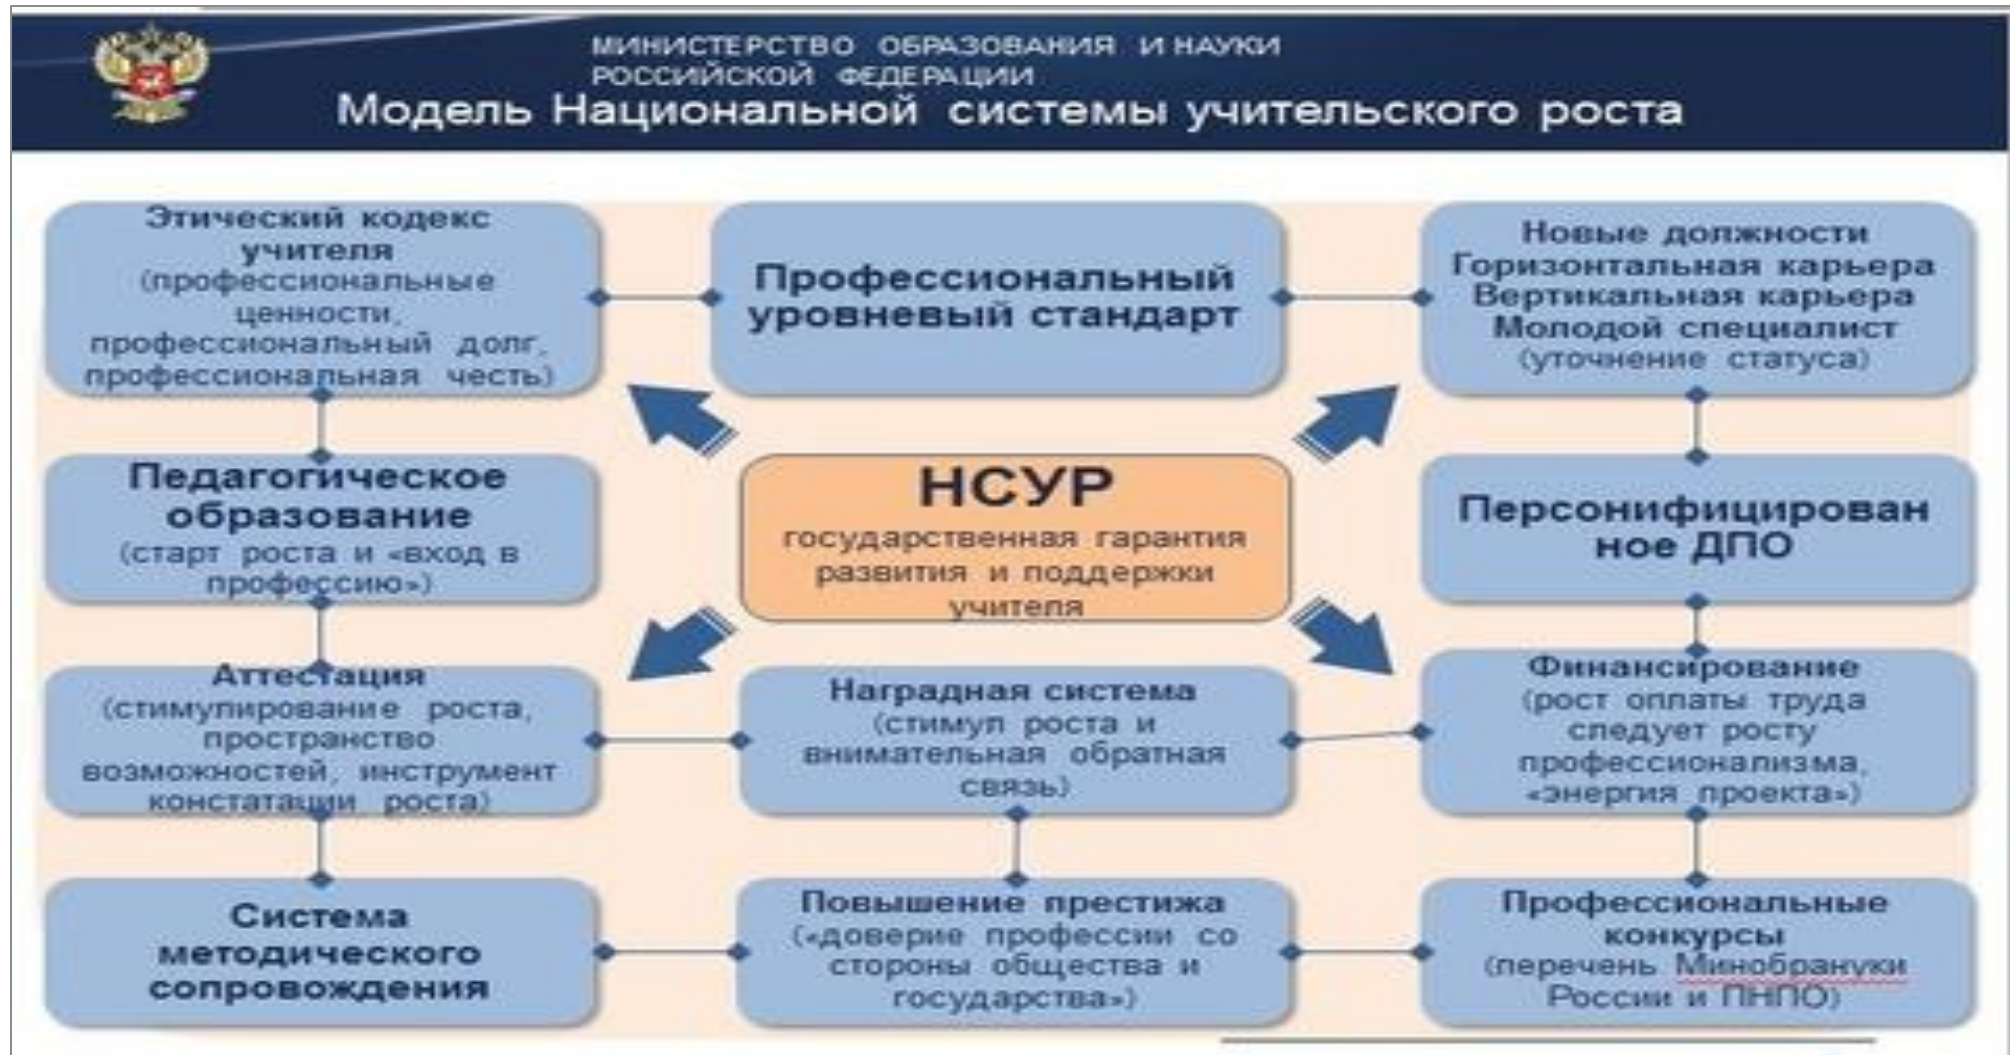 МИНИСТЕРСТВО ОБРАЗОВАНИЯ И НАУКИ
РОССИЙСКОЙ ФЕДЕРАЦИИ
Модель Национальной системы учительского роста
Этический кодекс
учителя
(профессиональные
ценности,
профессиональный долг,
профессиональная честь)
Профессиональный
уровневый стандарт
Новые должности
Горизонтальная карьера
Вертикальная карьера
Молодой специалист
(уточнение статуса)
Педагогическое
образование
(старт роста и «вход в
профессию»)
НСУР
государственная гарантия
развития и поддержки
учителя
Персонифицирован
ное ДПО
Аттестация
(стимулирование роста,
пространство
возможностей, инструмент
констатации роста)
Наградная система
(стимул роста и
внимательная обратная
связь)
Финансирование
(рост оплаты труда
следует росту
профессионализма,
«энергия проекта»)
Система
методического
сопровождения
Повышение престижа
(«доверие профессии со
стороны общества и
государства»)
Профессиональные
конкурсы
(перечень Минобрануки
России и ПНПО)